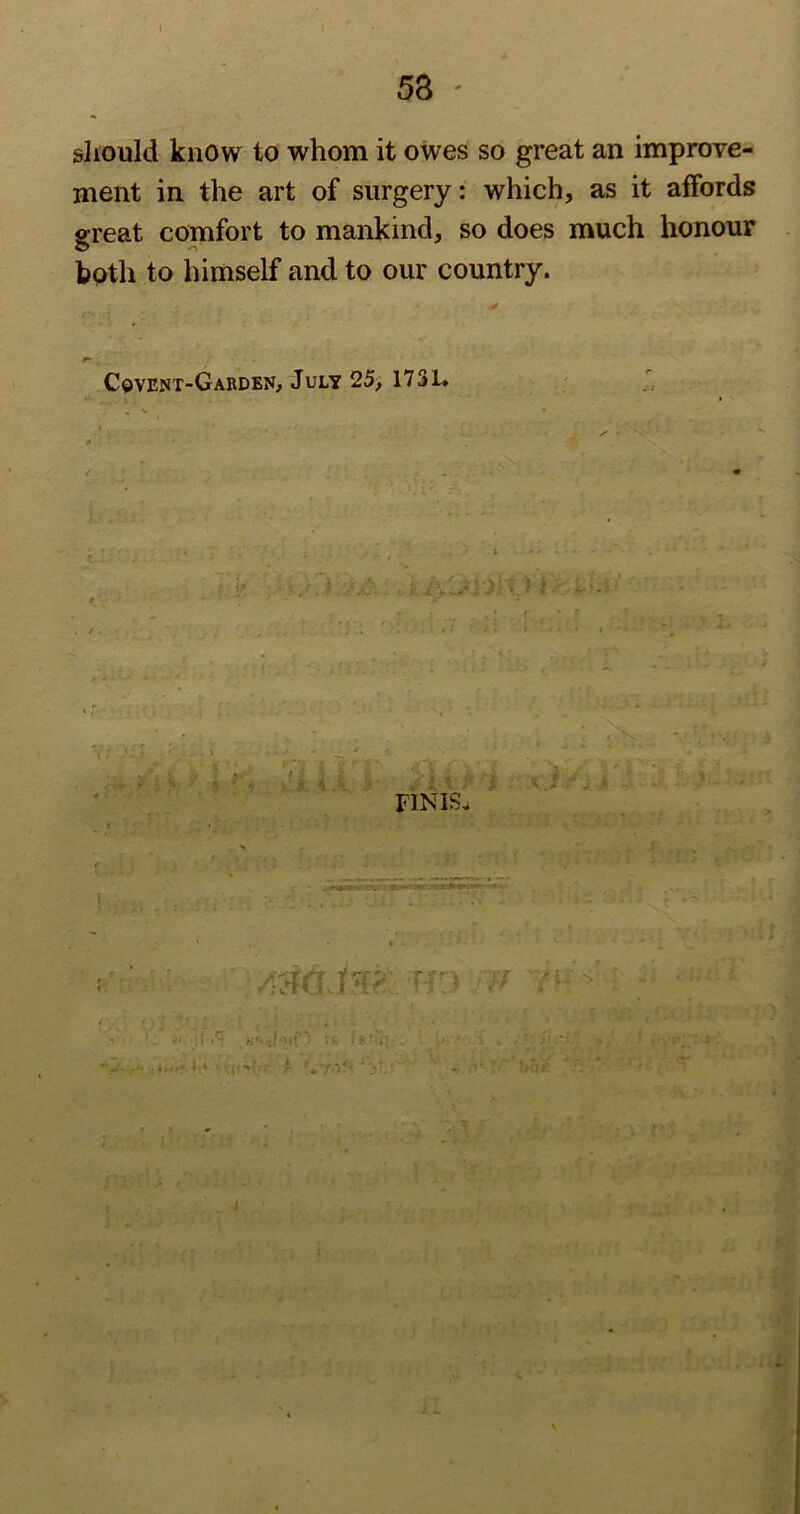 53
should know to whom it owes so great an improve-
ment in the art of surgery: which, as it affords
great comfort to mankind, so does much honour
both to himself and to our country.
Covent-Garden, July 25, 1731.
FINIS.